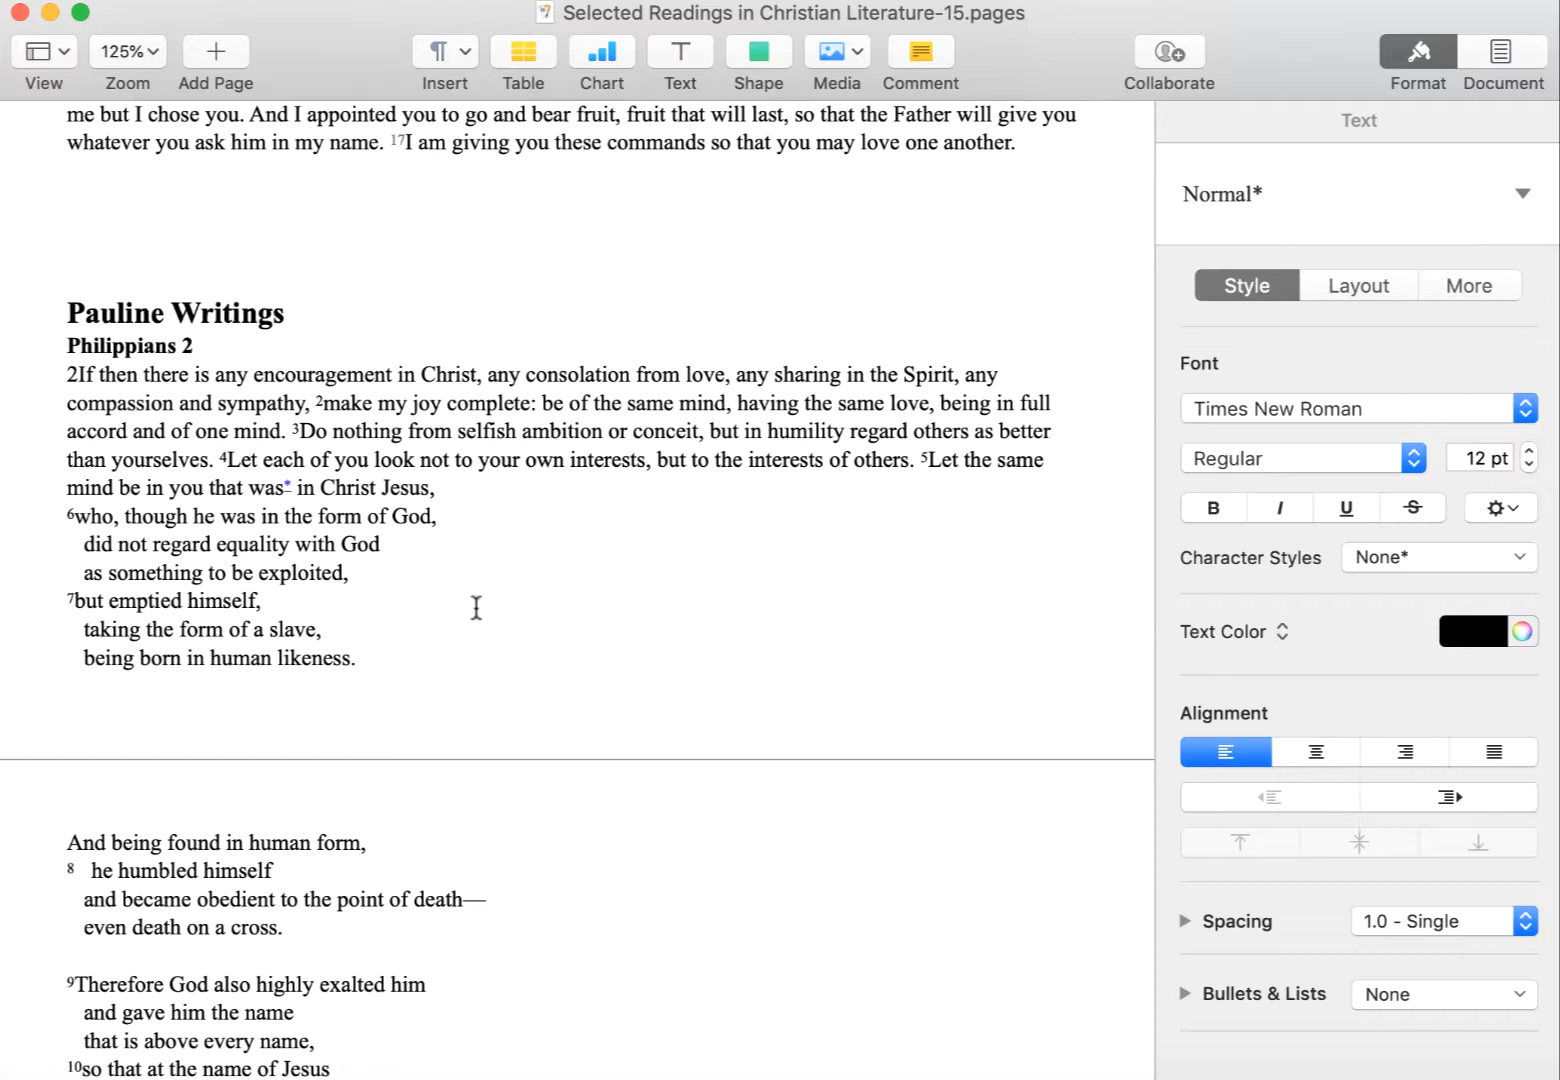 Selected Readings in Christian Literature-15.pages
125%
View
Zoom
Add Page
Insert
Table
Chart
Text
Shape
Media
Comment
Collaborate
Format
Document
me but I chose you. And I appointed you to go and bear fruit, fruit that will last, so that the Father will give you
whatever you ask him in my name. 17I am giving you these commands so that you may love one another.
Pauline Writings
Philippians 2
2If then there is any encouragement in Christ, any consolation from love, any sharing in the Spirit, any
compassion and sympathy, 2make my joy complete: be of the same mind, having the same love, being in full
accord and of one mind. 3Do nothing from selfish ambition or conceit, but in humility regard others as better
than yourselves. 4Let each of you look not to your own interests, but to the interests of others. 5Let the same
mind be in you that was* in Christ Jesus,
6who, though he was in the form of God,
did not regard equality with God
as something to be exploited,
7but emptied himself,
taking the form of a slave,
being born in human likeness.
And being found in human form,
8 he humbled himself
and became obedient to the point of death—
even death on a cross.
9Therefore God also highly exalted him
and gave him the name
that is above every name,
10so that at the name of Jesus
Text
Normal*
Style
Layout
More
Font
Times New Roman
Regular
12 pt
B
I
U
S
Character Styles
None*
Text Color
Alignment
Spacing
1.0 - Single
Bullets & Lists
None